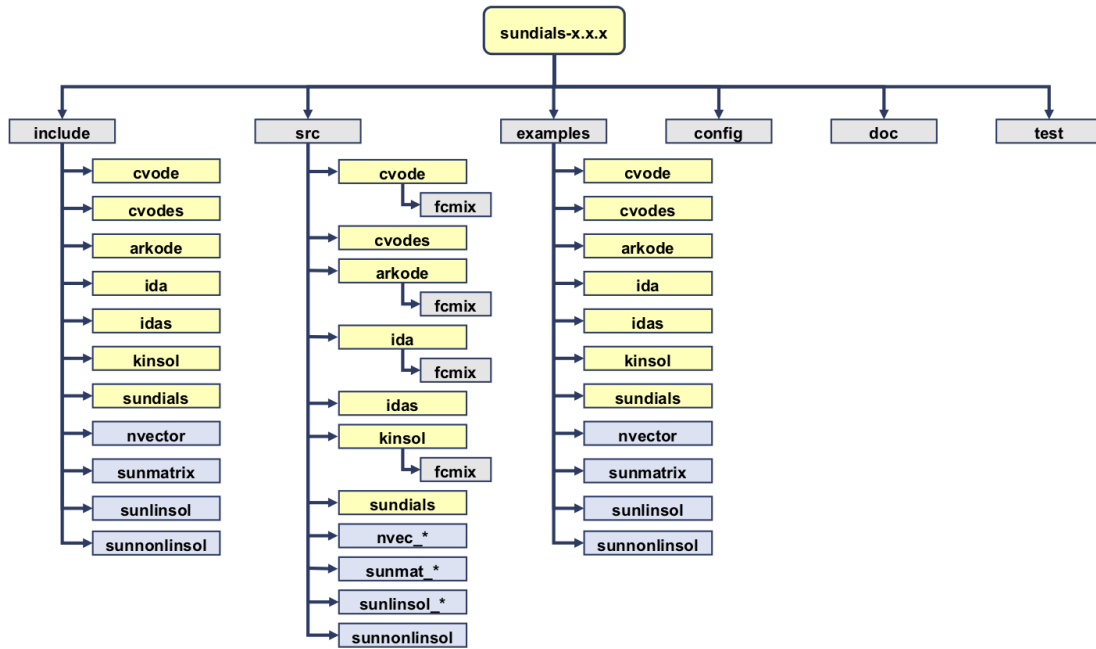 sundials-x.x.x
include
src
examples
config
doc
test
cvode
cvodes
arkode
ida
idas
kinsol
sundials
nvector
sunmatrix
sunlinsol
sunnonlinsol
cvode
fcmix
cvodes
arkode
fcmix
ida
fcmix
idas
kinsol
fcmix
sundials
nvec_*
sunmat_*
sunlinsol_*
sunnonlinsol
cvode
cvodes
arkode
ida
idas
kinsol
sundials
nvector
sunmatrix
sunlinsol
sunnonlinsol